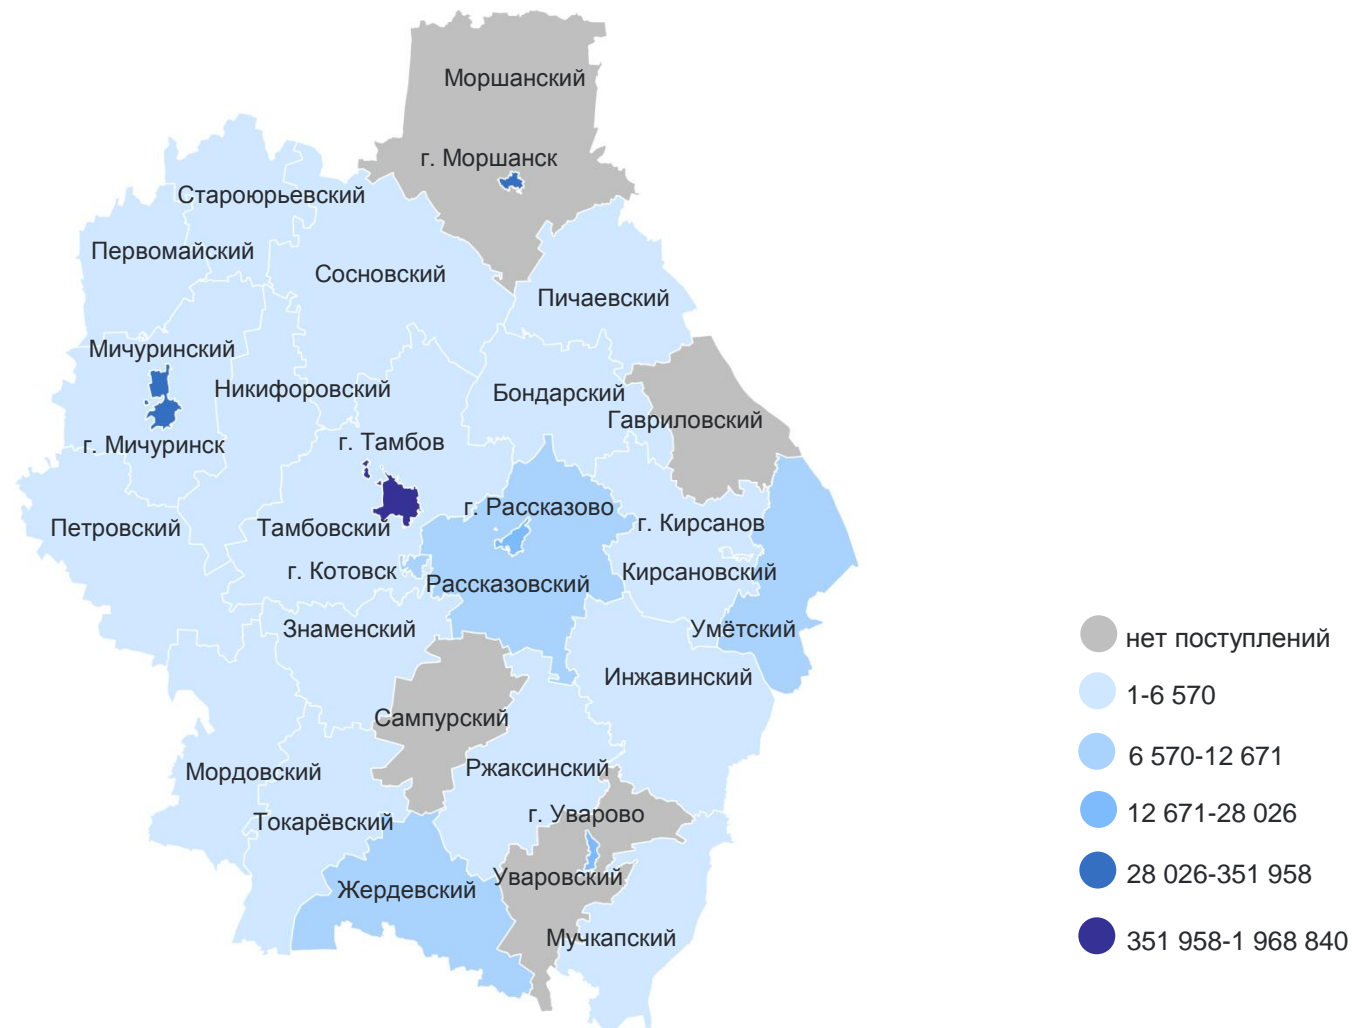 Моршанский
г. Моршанск
Староюрьевский
Первомайский
Сосновский
Пичаевский
Мичуринский
Никифоровский
Бондарский
Гавриловский
г. Мичуринск
г. Тамбов
г. Рассказово
г. Кирсанов
Петровский
Тамбовский
г. Котовск
Рассказовский
Кирсановский
Знаменский
Умётский
Инжавинский
Сампурский
Мордовский
Ржаксинский
Токарёвский
г. Уварово
Жердевский
Уваровский
Мучкапский
нет поступлений
1-6 570
6 570-12 671
12 671-28 026
28 026-351 958
351 958-1 968 840